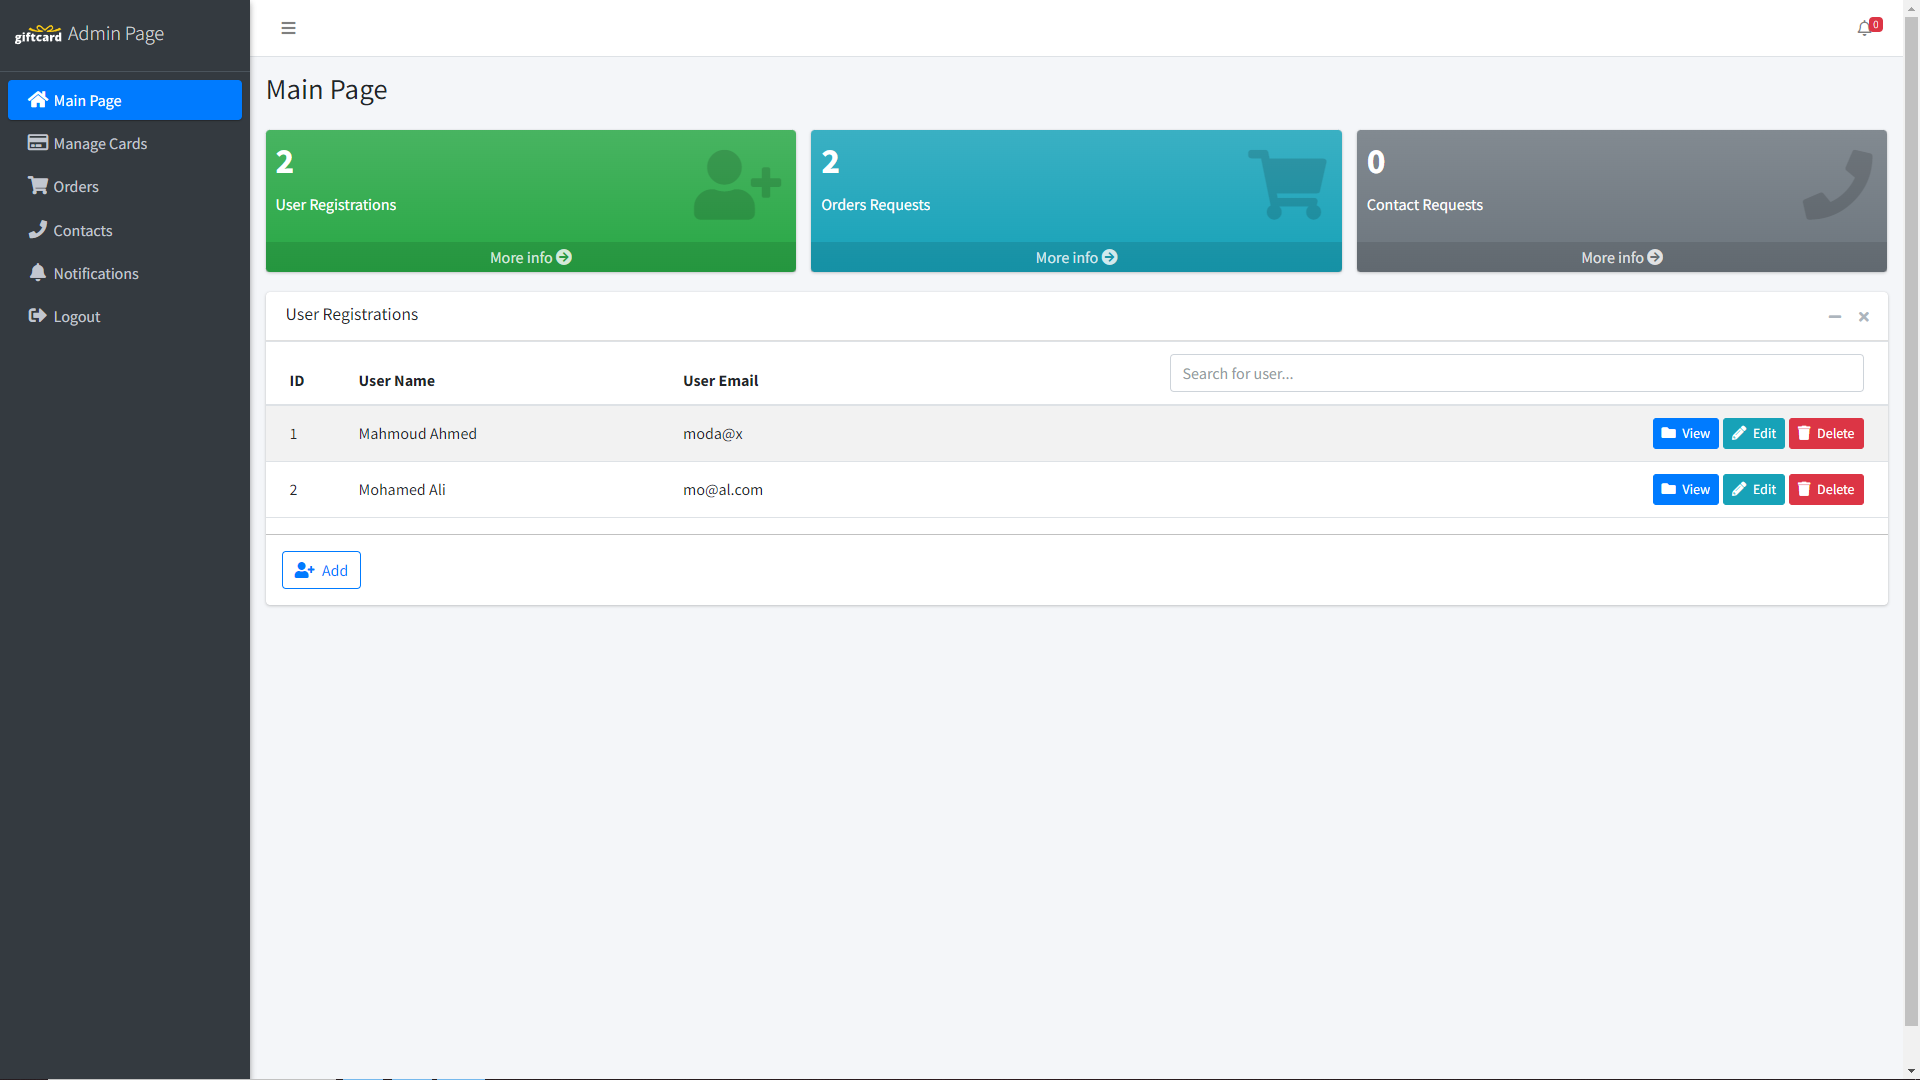 giftcard Admin Page
0
Main Page
Manage Cards
Orders
Contacts
Notifications
Logout
Main Page
2
User Registrations
More info
2
Orders Requests
More info
0
Contact Requests
More info
User Registrations
ID User Name User Email Search for user...
1 Mahmoud Ahmed moda@x View Edit Delete
2 Mohamed Ali mo@al.com View Edit Delete
Add